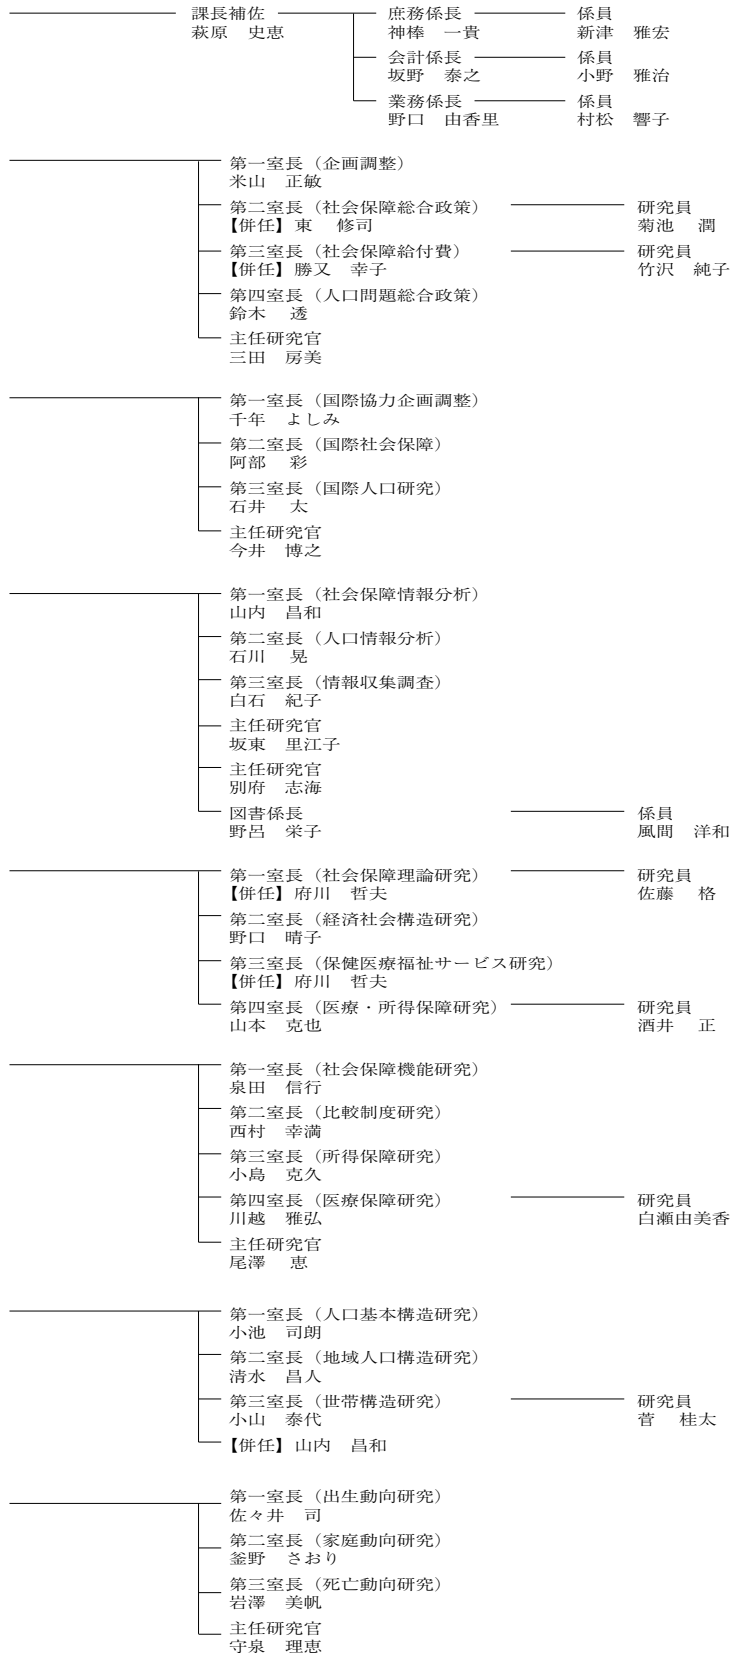 課長補佐 庶務係長 係員
萩原 史恵 神棒 一貴 新津 雅宏
会計係長 係員
坂野 泰之 小野 雅治
業務係長 係員
野口 由香里 村松 響子
第一室長（企画調整）
米山 正敏
第二室長（社会保障総合政策） 研究員
【併任】東 修司 菊池 潤
第三室長（社会保障給付費） 研究員
【併任】勝又 幸子 竹沢 純子
第四室長（人口問題総合政策）
鈴木 透
主任研究官
三田 房美
第一室長（国際協力企画調整）
千年 よしみ
第二室長（国際社会保障）
阿部 彩
第三室長（国際人口研究）
石井 太
主任研究官
今井 博之
第一室長（社会保障情報分析）
山内 昌和
第二室長（人口情報分析）
石川 晃
第三室長（情報収集調査）
白石 紀子
主任研究官
坂東 里江子
主任研究官
別府 志海
図書係長 係員
野呂 栄子 風間 洋和
第一室長（社会保障理論研究） 研究員
【併任】府川 哲夫 佐藤 格
第二室長（経済社会構造研究）
野口 晴子
第三室長（保健医療福祉サービス研究）
【併任】府川 哲夫
第四室長（医療・所得保障研究） 研究員
山本 克也 酒井 正
第一室長（社会保障機能研究）
泉田 信行
第二室長（比較制度研究）
西村 幸満
第三室長（所得保障研究）
小島 克久
第四室長（医療保障研究） 研究員
川越 雅弘 白瀬由美香
主任研究官
尾澤 恵
第一室長（人口基本構造研究）
小池 司朗
第二室長（地域人口構造研究）
清水 昌人
第三室長（世帯構造研究） 研究員
小山 泰代 菅 桂太
【併任】山内 昌和
第一室長（出生動向研究）
佐々井 司
第二室長（家庭動向研究）
釜野 さおり
第三室長（死亡動向研究）
岩澤 美帆
主任研究官
守泉 理恵